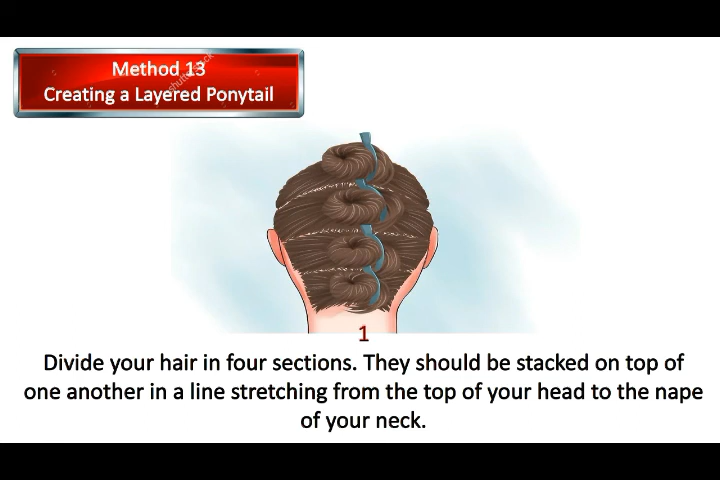 Method 13
Creating a Layered Ponytail
shutterstock
1
Divide your hair in four sections. They should be stacked on top of
one another in a line stretching from the top of your head to the nape
of your neck.